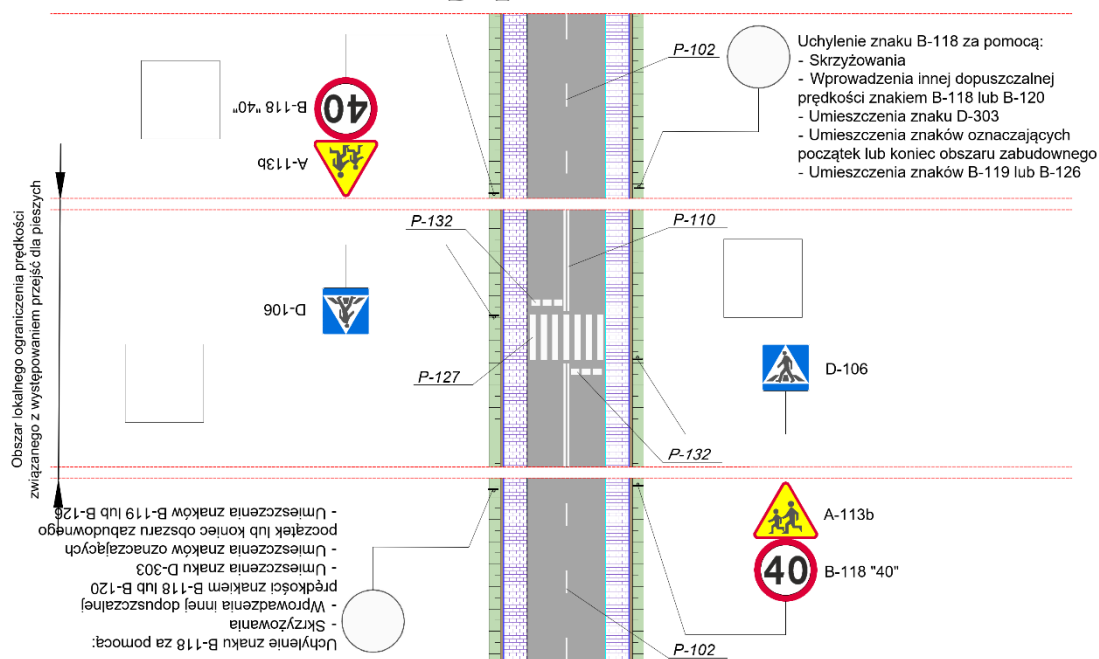 P-102
Uchylenie znaku B-118 za pomocą:
- Skrzyżowania
- Wprowadzenia innej dopuszczalnej
prędkości znakiem B-118 lub B-120
- Umieszczenia znaku D-303
- Umieszczenia znaków oznaczających
początek lub koniec obszaru zabudownego
- Umieszczenia znaków B-119 lub B-126
40
B-118 "40"
A-113b
Obszar lokalnego ograniczenia prędkości
związanego z występowaniem przejść dla pieszych
P-132
P-110
D-106
P-127
D-106
P-132
A-113b
40
B-118 "40"
Uchylenie znaku B-118 za pomocą:
- Skrzyżowania
- Wprowadzenia innej dopuszczalnej
prędkości znakiem B-118 lub B-120
- Umieszczenia znaku D-303
- Umieszczenia znaków oznaczających
początek lub koniec obszaru zabudownego
- Umieszczenia znaków B-119 lub B-126
P-102